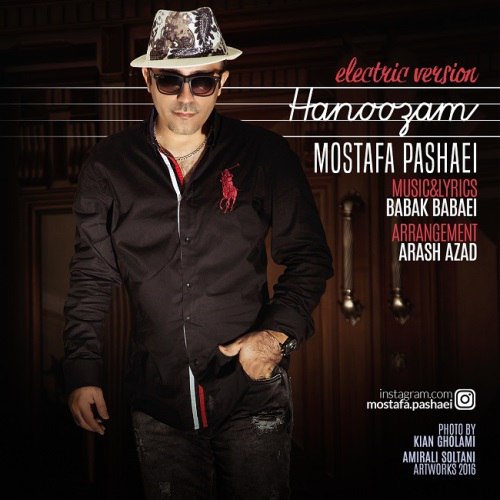 electric version
Hanoozam
MOSTAFA PASHAEI
MUSIC&LYRICS
BABAK BABAEI
ARRANGEMENT
ARASH AZAD
instagram.com
mostafa.pashaei
PHOTO BY
KIAN GHOLAMI
AMIRALI SOLTANI
ARTWORKS 2016